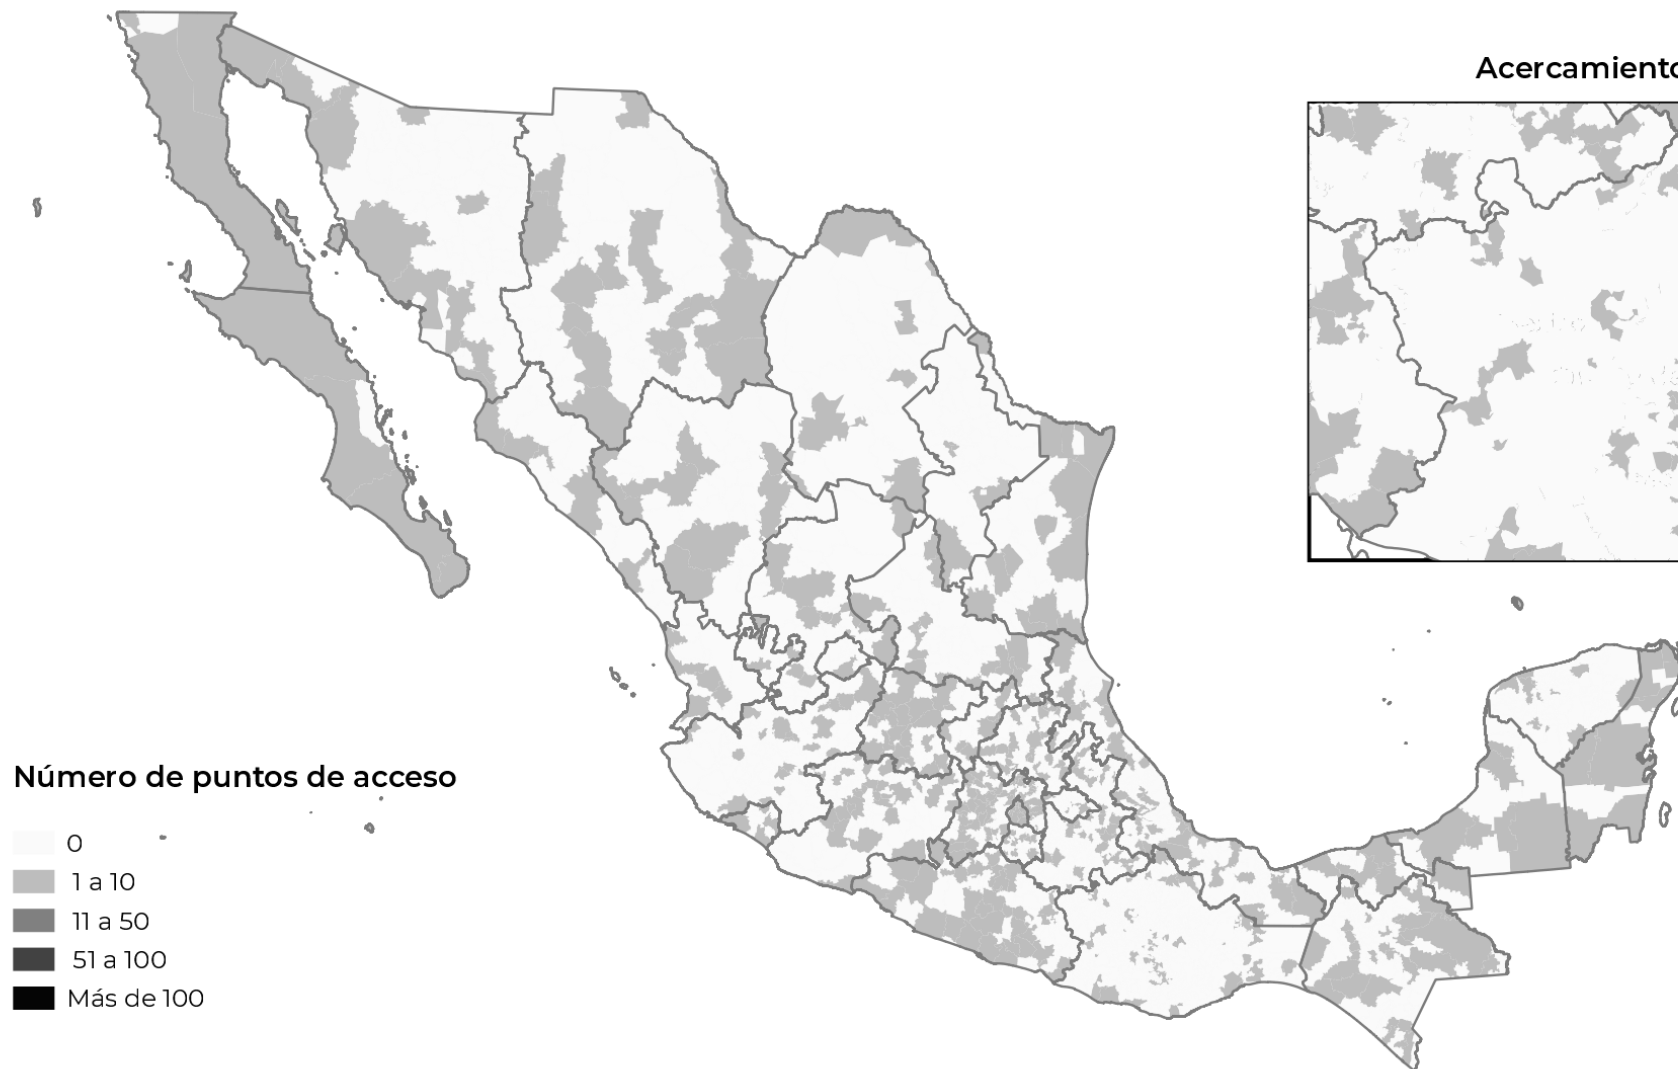 Acercamiento
Número de puntos de acceso
0
1 a 10
11 a 50
51 a 100
Más de 100